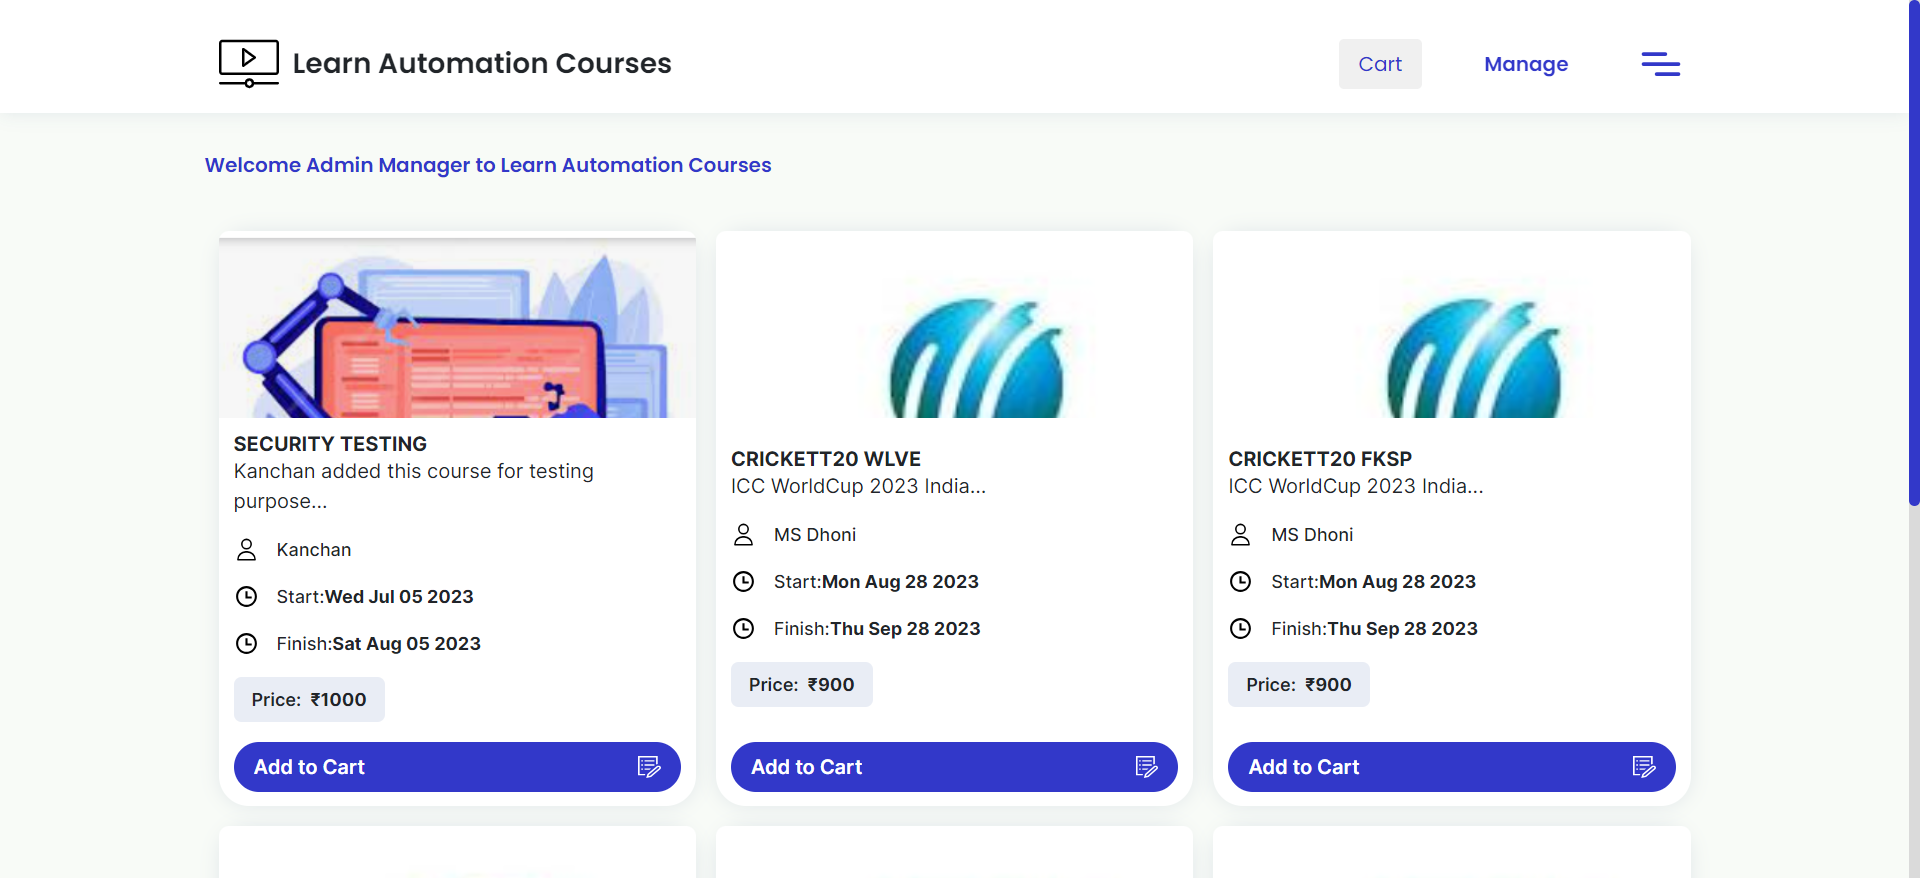 Learn Automation Courses
Cart
Manage
Welcome Admin Manager to Learn Automation Courses
SECURITY TESTING
Kanchan added this course for testing
purpose...
Kanchan
Start:Wed Jul 05 2023
Finish:Sat Aug 05 2023
Price: ₹1000
Add to Cart
CRICKETT20 WLVE
ICC WorldCup 2023 India...
MS Dhoni
Start:Mon Aug 28 2023
Finish:Thu Sep 28 2023
Price: ₹900
Add to Cart
CRICKETT20 FKSP
ICC WorldCup 2023 India...
MS Dhoni
Start:Mon Aug 28 2023
Finish:Thu Sep 28 2023
Price: ₹900
Add to Cart